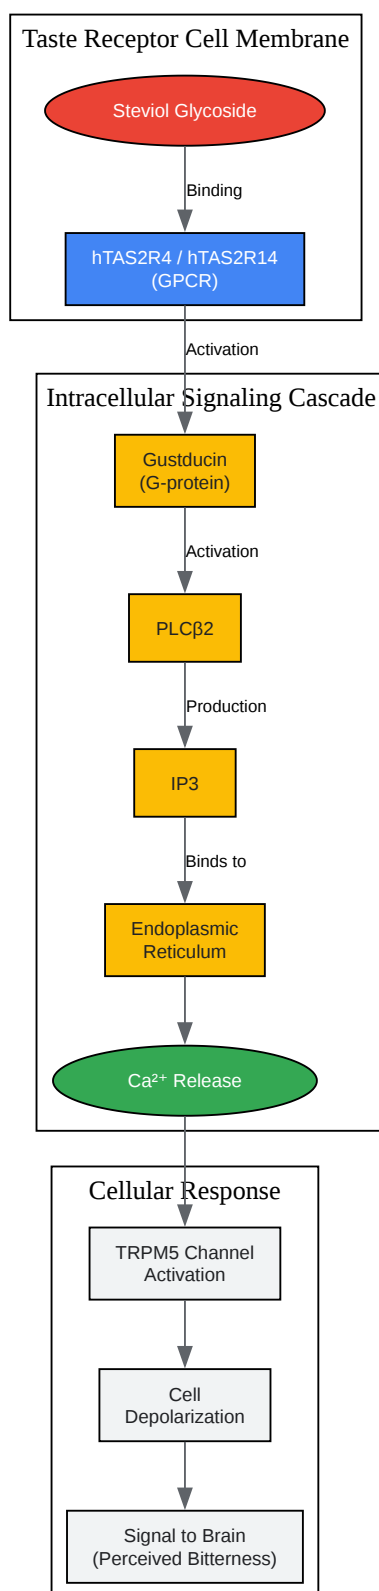 Taste Receptor Cell Membrane
Steviol Glycoside
Binding
hTAS2R4 / hTAS2R14
(GPCR)
Activation
Intracellular Signaling Cascade
Gustducin
(G-protein)
Activation
PLCβ2
Production
IP3
Binds to
Endoplasmic
Reticulum
Ca²⁺ Release
Cellular Response
TRPM5 Channel
Activation
Cell
Depolarization
Signal to Brain
(Perceived Bitterness)